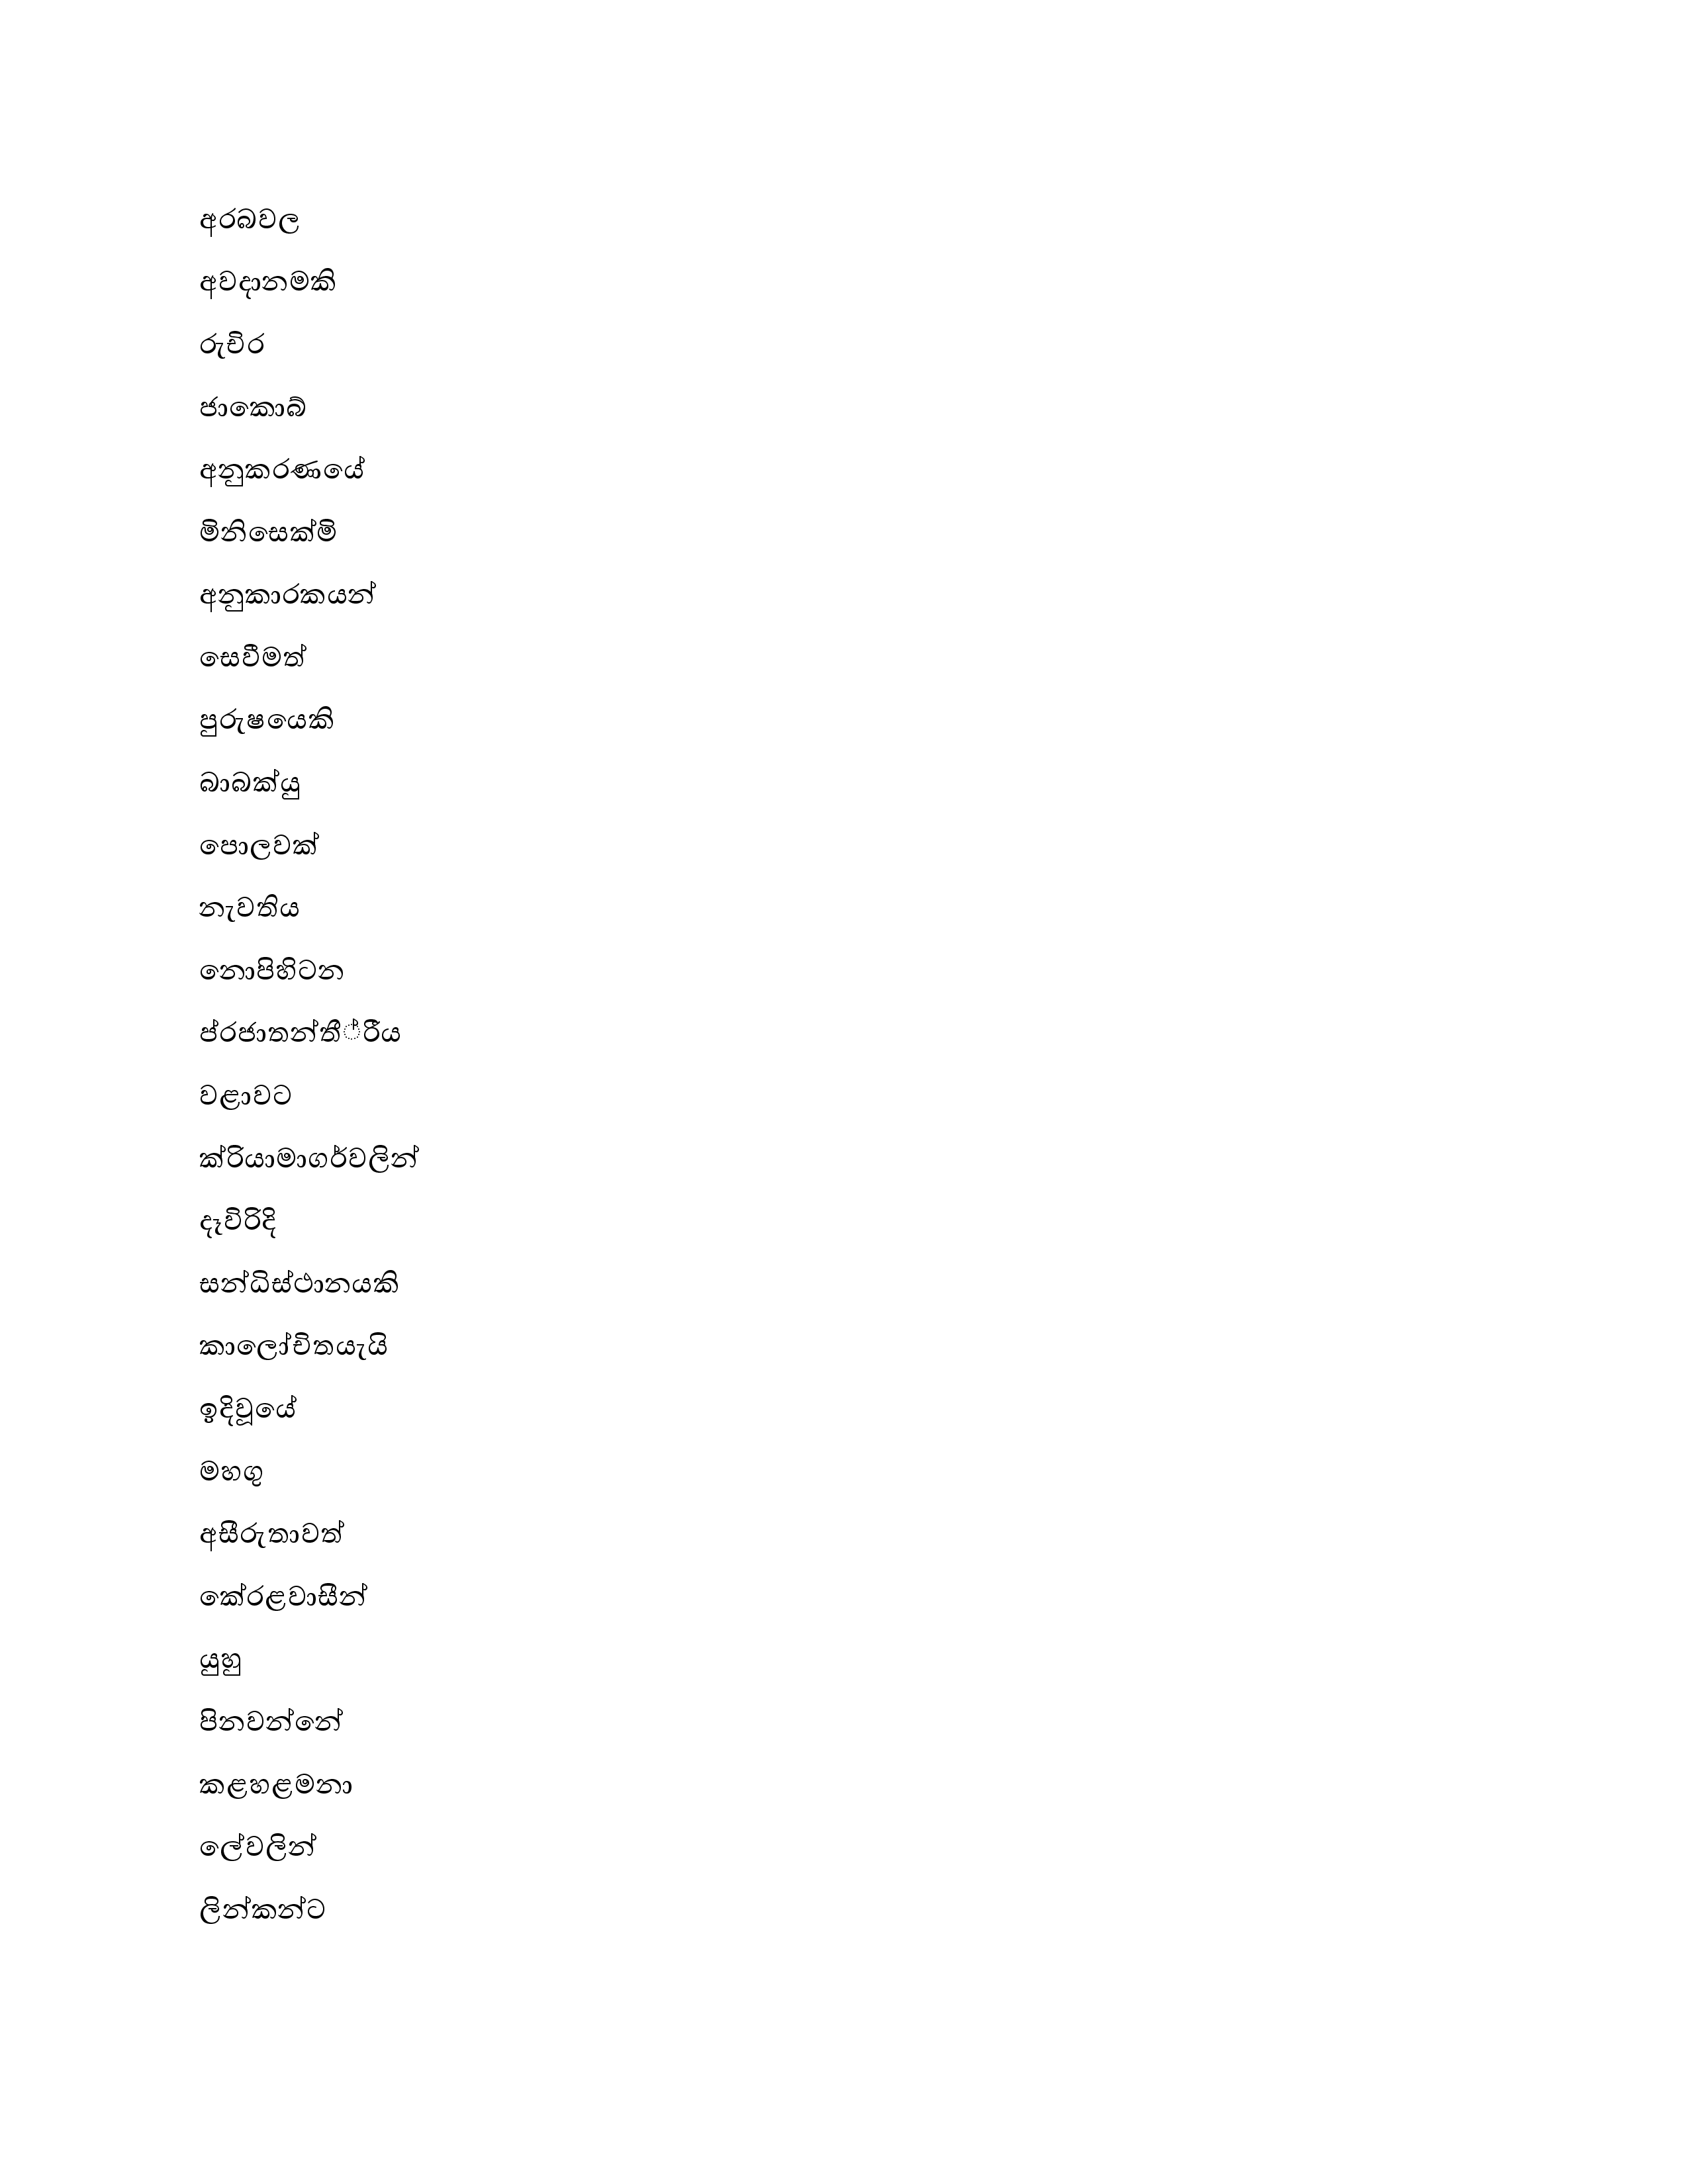 අරබවල
අවදානමකි
රුචිර
ජාකොබ්
අනුකරණයේ
මිනිසෙක්මි
අනුකාරකයන්
සෙවීමත්
පුරුෂයෙකි
බාබක්යු
පොලවක්
නැවතිය
නොපිහිටන
ප්රජාතන්තී්රීය
වළාවට
ක්රියාමාගර්වලින්
දෑවිරිදි
සන්ධිස්ථානයකි
කාලෝචිතයැයි
ඉදිවූයේ
මහගු
අසීරුතාවත්
කේරළවාසීන්
යුහු
පිනවන්නේ
කළහළමනා
ලේවලින්
ලින්කන්ට